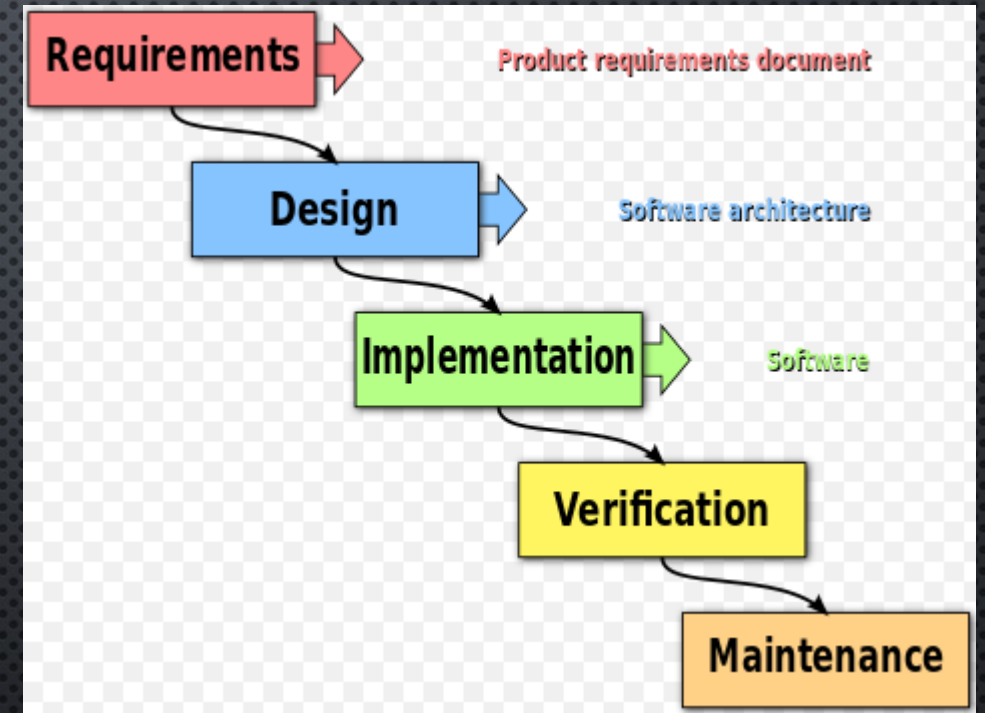 Requirements
Product requirements document
Design
Software architecture
Implementation
Software
Verification
Maintenance